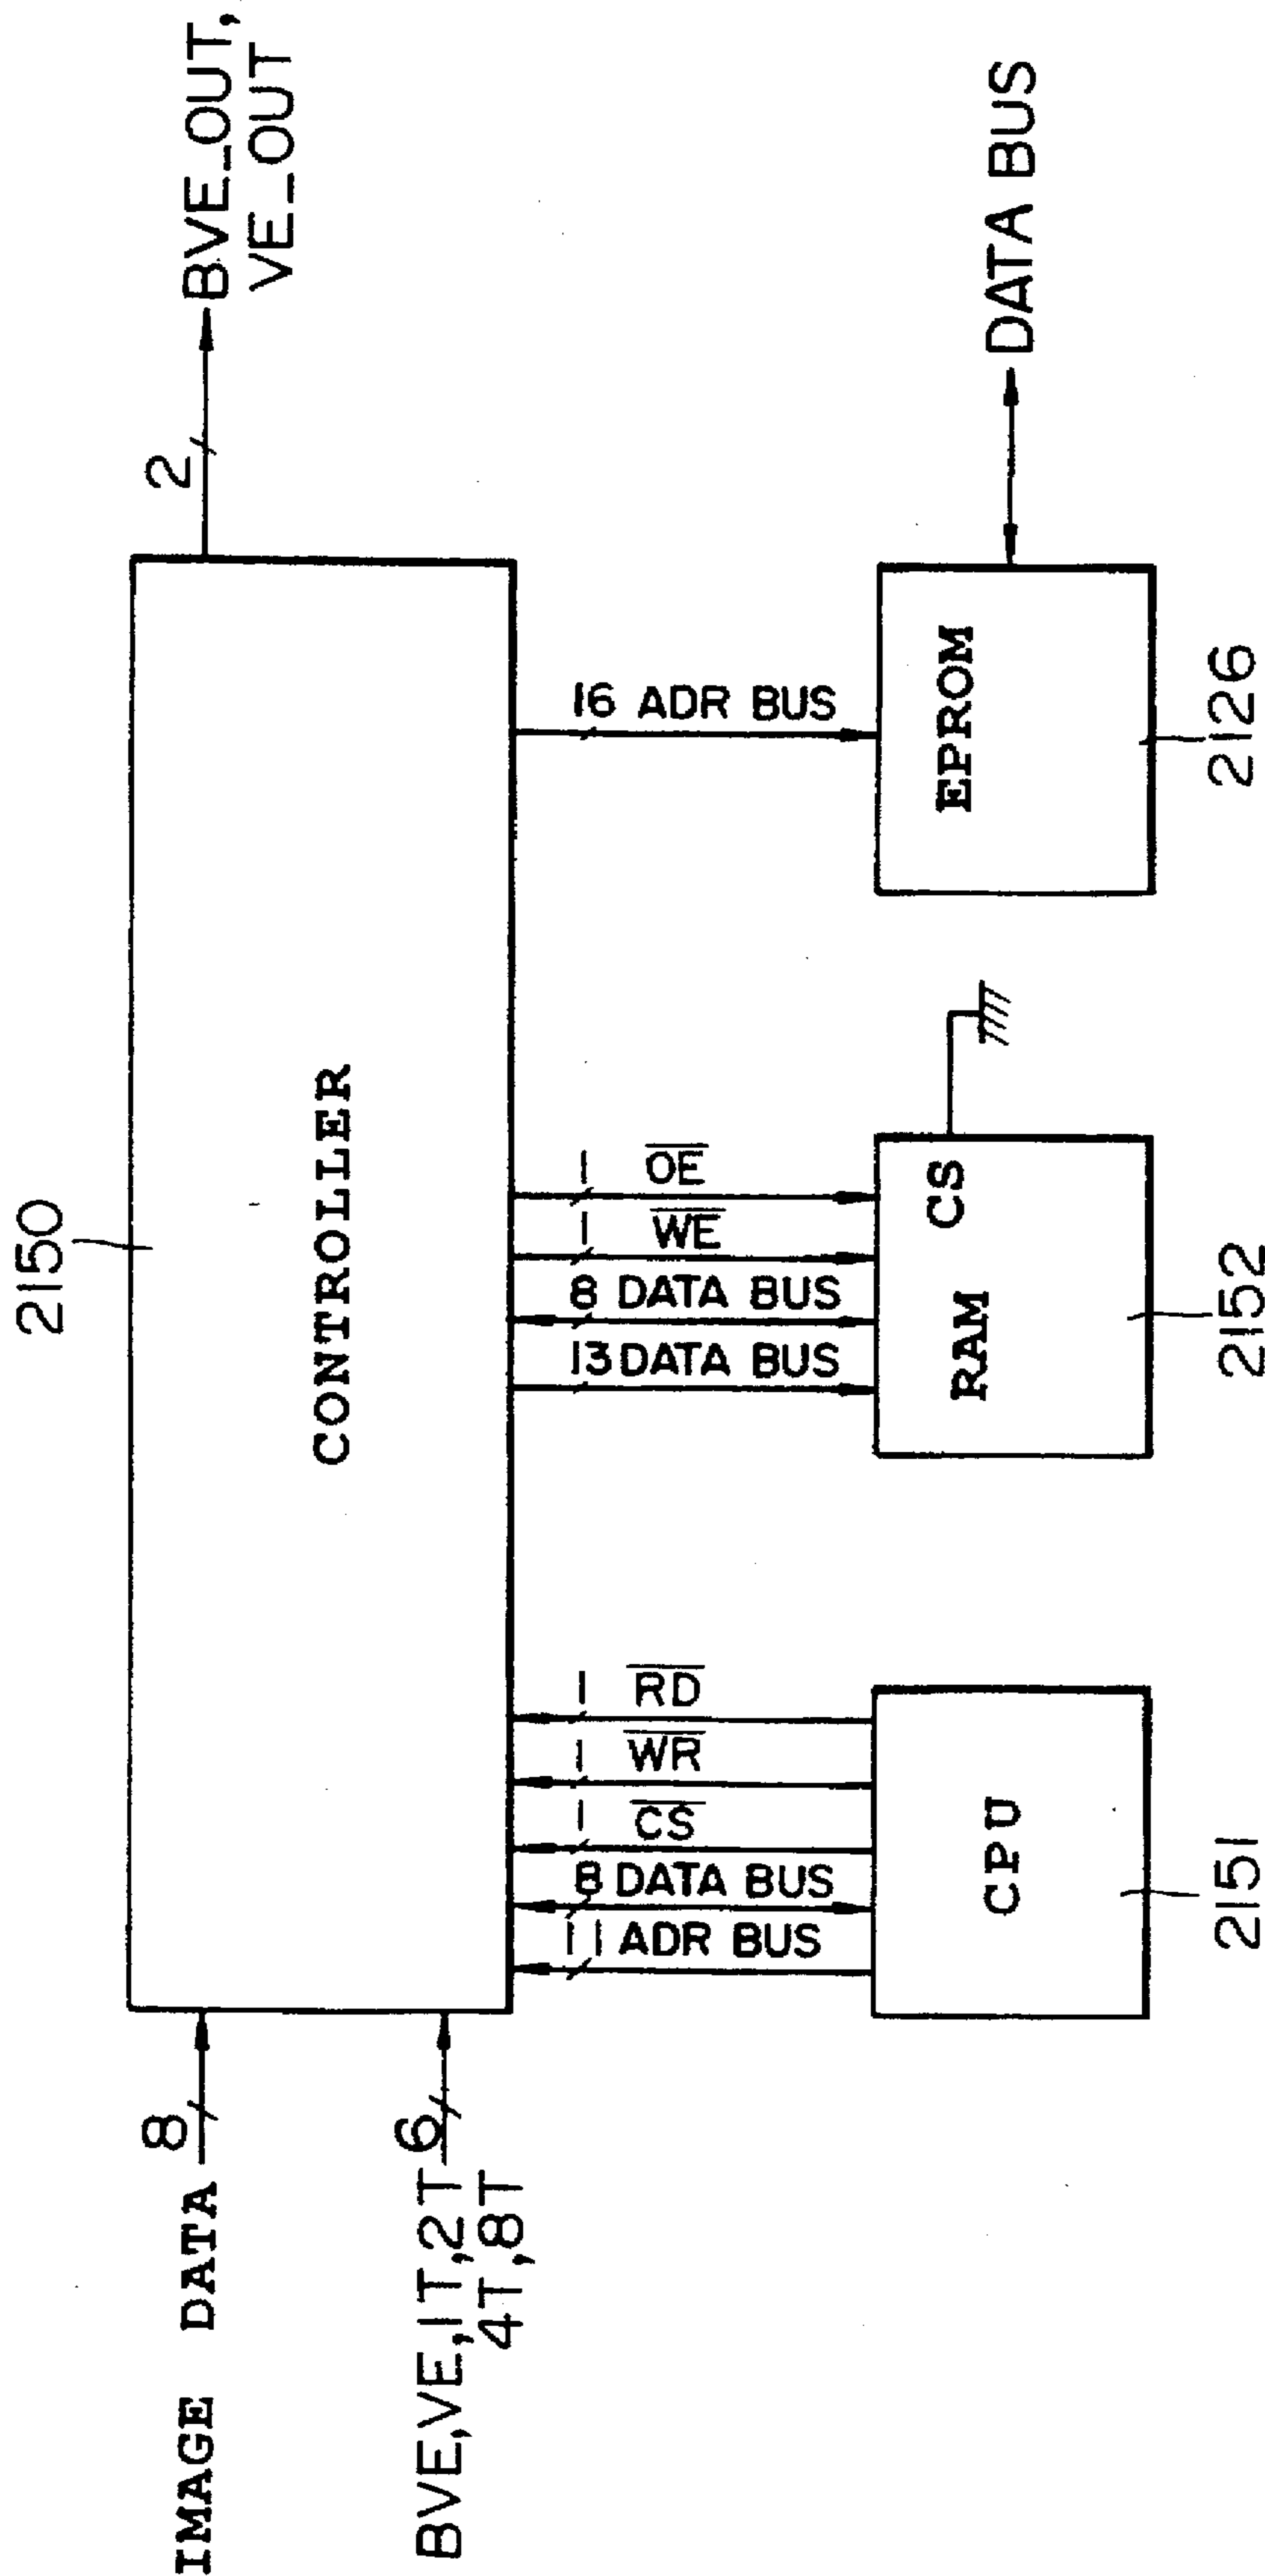 2150
CONTROLLER
IMAGE DATA
8
BVE,VE,1T,2T
4T,8T
6
2
BVE_OUT,
VE_OUT
11 ADR BUS
8 DATA BUS
1 CS
1 WR
1 RD
13 DATA BUS
8 DATA BUS
1 WE
1 OE
16 ADR BUS
CPU
2151
RAM
CS
2152
EPROM
2126
DATA BUS